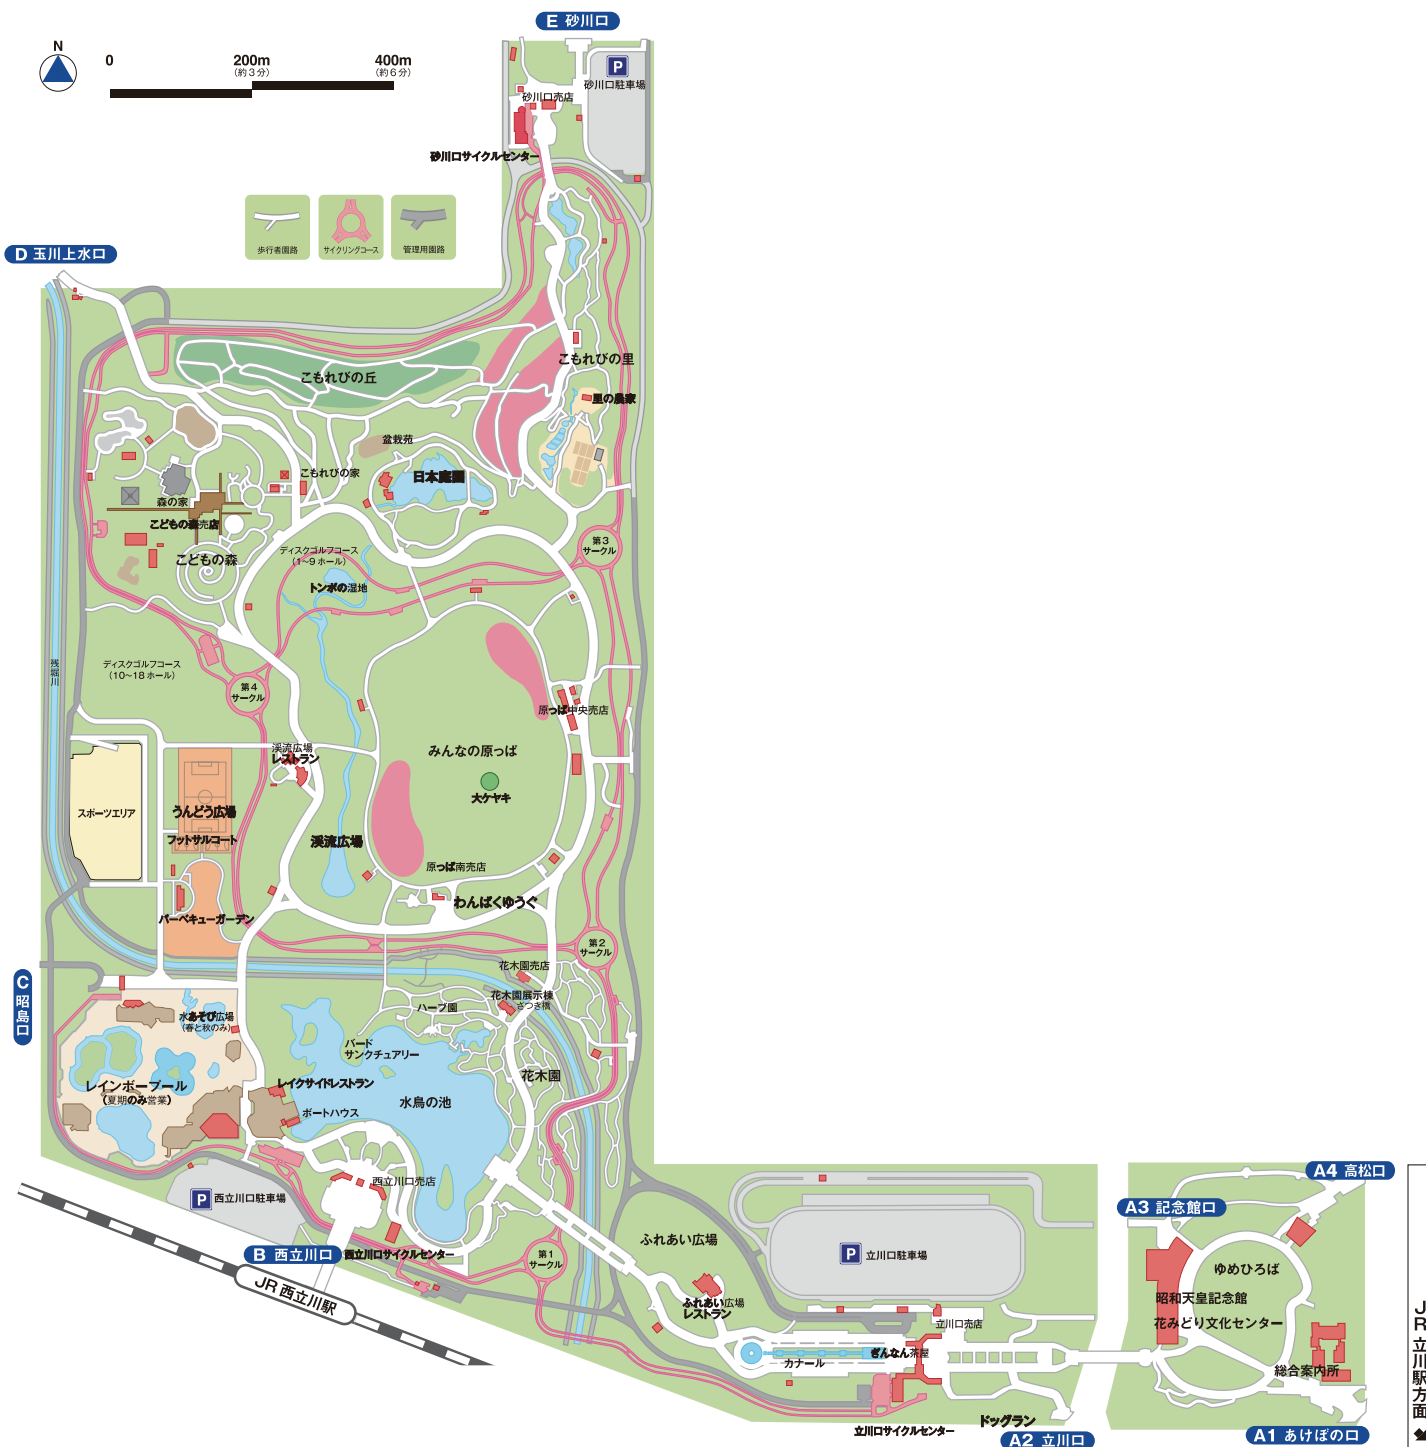 E 砂川口
N
0
200m
(約3分)
400m
(約6分)
P
砂川口駐車場
砂川口売店
砂川口サイクルセンター
歩行者園路
サイクリングコース
管理用園路
D 玉川上水口
こもれびの里
こもれびの丘
里の農家
盆栽苑
こもれびの家
日本庭園
森の家
こどもの森売店
こどもの森
ディスクゴルフコース
(1~9ホール)
第3
サークル
トンボの湿地
残堀川
ディスクゴルフコース
(10~18ホール)
第4
サークル
原っぱ中央売店
渓流広場
レストラン
みんなの原っぱ
大ケヤキ
スポーツエリア
うんどう広場
フットサルコート
渓流広場
原っぱ南売店
わんぱくゆうぐ
バーベキューガーデン
第2
サークル
花木園売店
C 昭島口
花木園展示棟
さつき橋
ハーブ園
水あそび広場
(春と秋のみ)
バード
サンクチュアリー
花木園
レインボープール
(夏期のみ営業)
レイクサイドレストラン
水鳥の池
ボートハウス
A4 高松口
西立川口売店
P
西立川口駐車場
A3 記念館口
ふれあい広場
B 西立川口
西立川口サイクルセンター
第1
サークル
P
立川口駐車場
ゆめひろば
JR 西立川駅
昭和天皇記念館
ふれあい広場
レストラン
立川口売店
花みどり文化センター
JR立川駅方面
カナール
ぎんなん茶屋
総合案内所
ドッグラン
立川口サイクルセンター
A2 立川口
A1 あけぼの口